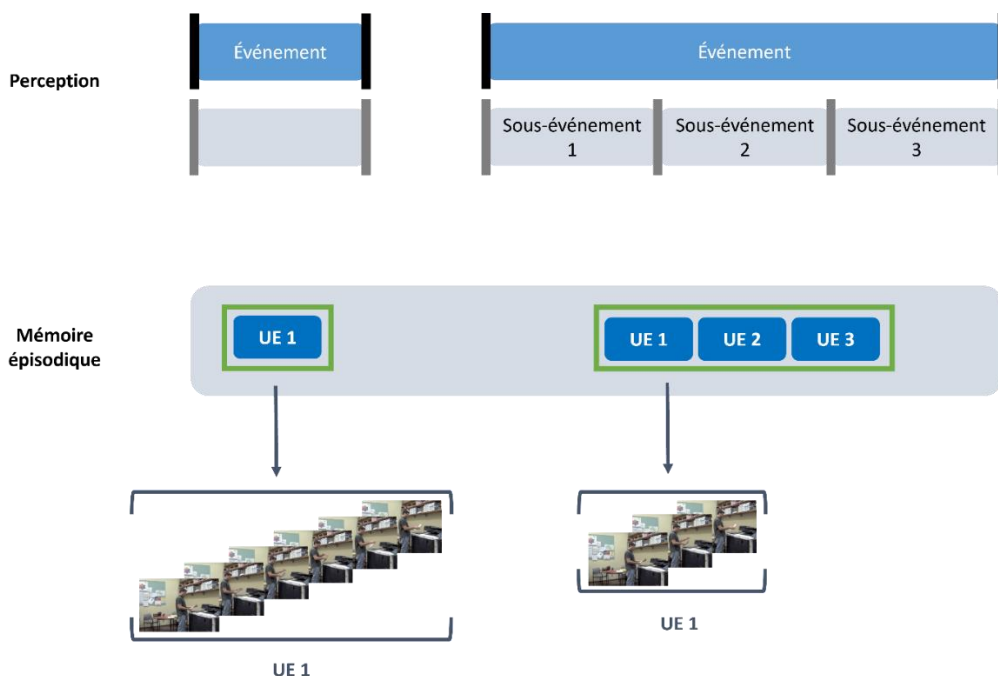 Événement
Événement
Perception
Sous-événement
1
Sous-événement
2
Sous-événement
3
Mémoire
épisodique
UE 1
UE 1
UE 2
UE 3
UE 1
UE 1